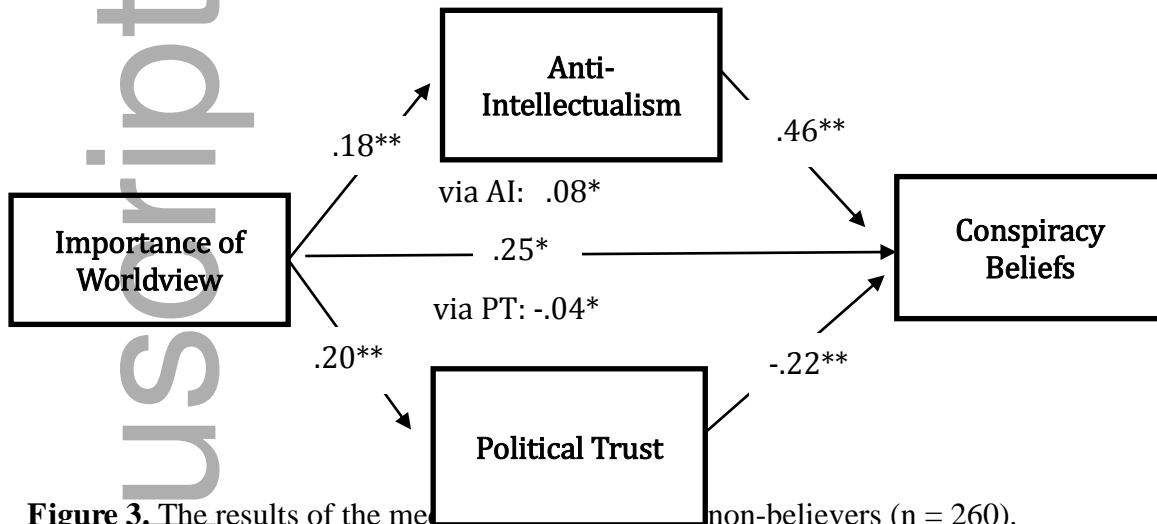 Anti-
Intellectualism
.18**
.46**
via AI: .08*
Importance of
Worldview
.25*
Conspiracy
Beliefs
via PT: -.04*
.20**
-.22**
Political Trust
Figure 3. The results of the non-believers (n = 260).
uscript